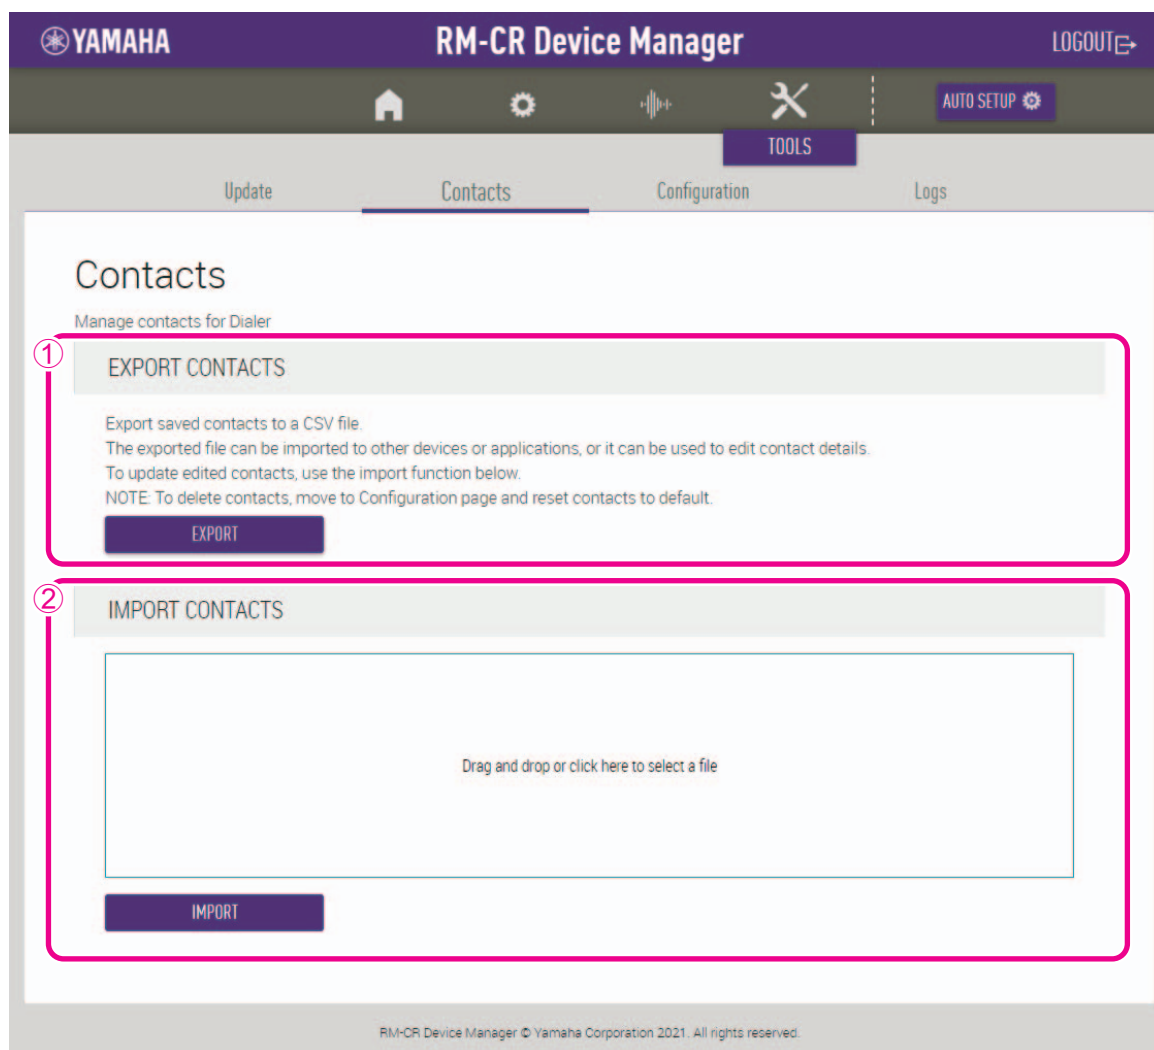 YAMAHA RM-CR Device Manager LOGOUT
AUTO SETUP
TOOLS
Update Contacts Configuration Logs
Contacts
Manage contacts for Dialer
①
EXPORT CONTACTS
Export saved contacts to a CSV file.
The exported file can be imported to other devices or applications, or it can be used to edit contact details.
To update edited contacts, use the import function below.
NOTE: To delete contacts, move to Configuration page and reset contacts to default.
EXPORT
②
IMPORT CONTACTS
Drag and drop or click here to select a file
IMPORT
RM-CR Device Manager © Yamaha Corporation 2021. All rights reserved.